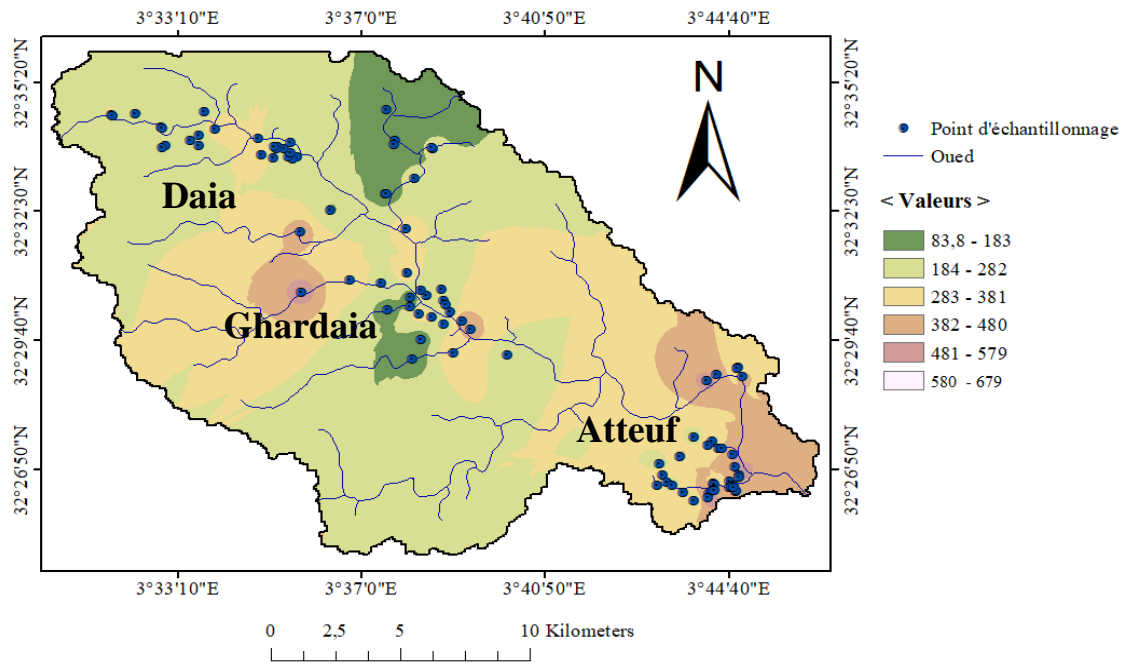 3°33'10"E 3°37'0"E 3°40'50"E 3°44'40"E
32°35'20"N 32°35'20"N
N
Point d'échantillonnage
Oued
Daia
32°32'30"N 32°32'30"N
< Valeurs >
83,8 - 183
184 - 282
283 - 381
382 - 480
481 - 579
580 - 679
Ghardaia
32°29'40"N 32°29'40"N
Atteuf
32°26'50"N 32°26'50"N
3°33'10"E 3°37'0"E 3°40'50"E 3°44'40"E
0 2,5 5 10 Kilometers